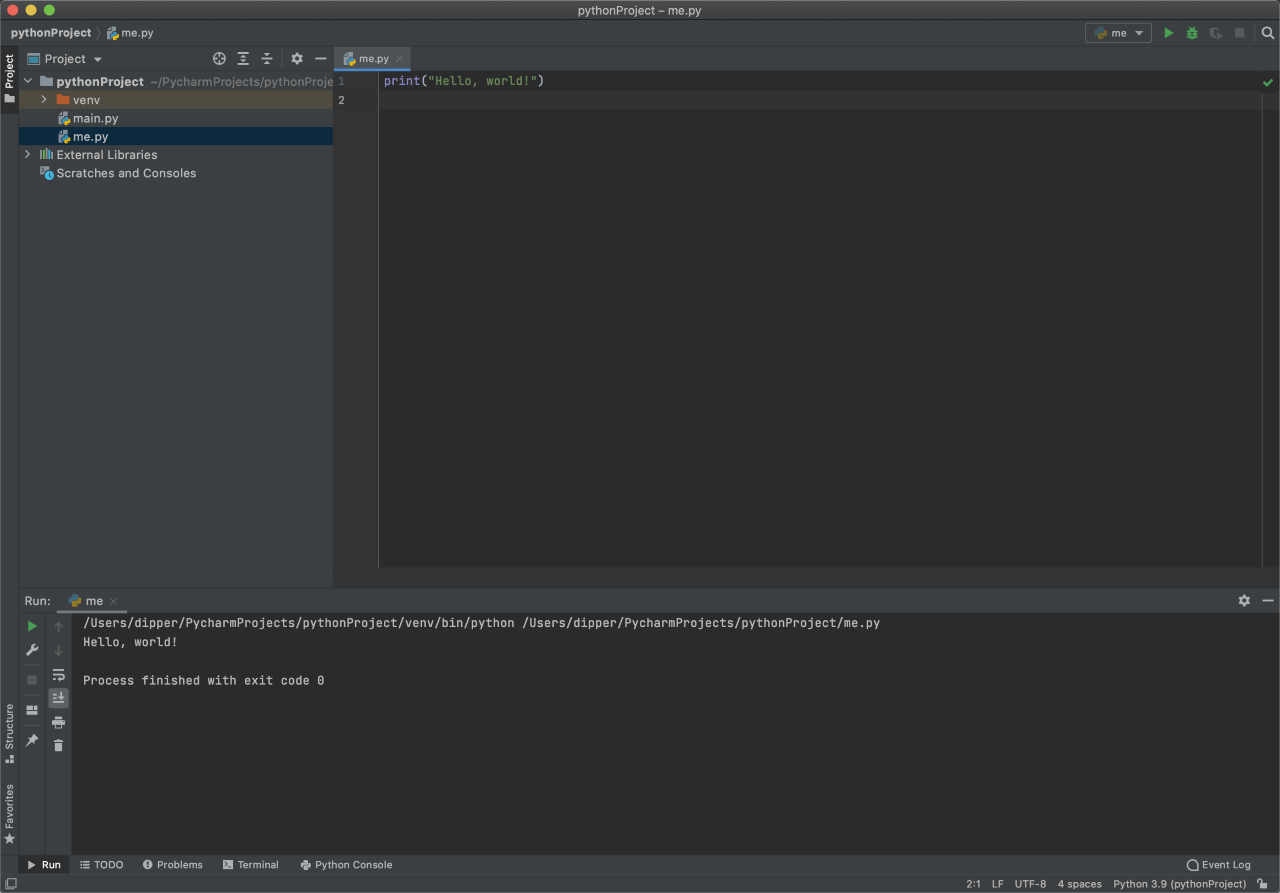 pythonProject – me.py
pythonProject me.py
me
Project
Project
me.py
pythonProject ~/PycharmProjects/pythonProje
venv
main.py
me.py
External Libraries
Scratches and Consoles
1 print("Hello, world!")
2
Run: me
/Users/dipper/PycharmProjects/pythonProject/venv/bin/python /Users/dipper/PycharmProjects/pythonProject/me.py
Hello, world!
Process finished with exit code 0
Structure
Favorites
Run TODO Problems Terminal Python Console Event Log
2:1 LF UTF-8 4 spaces Python 3.9 (pythonProject)